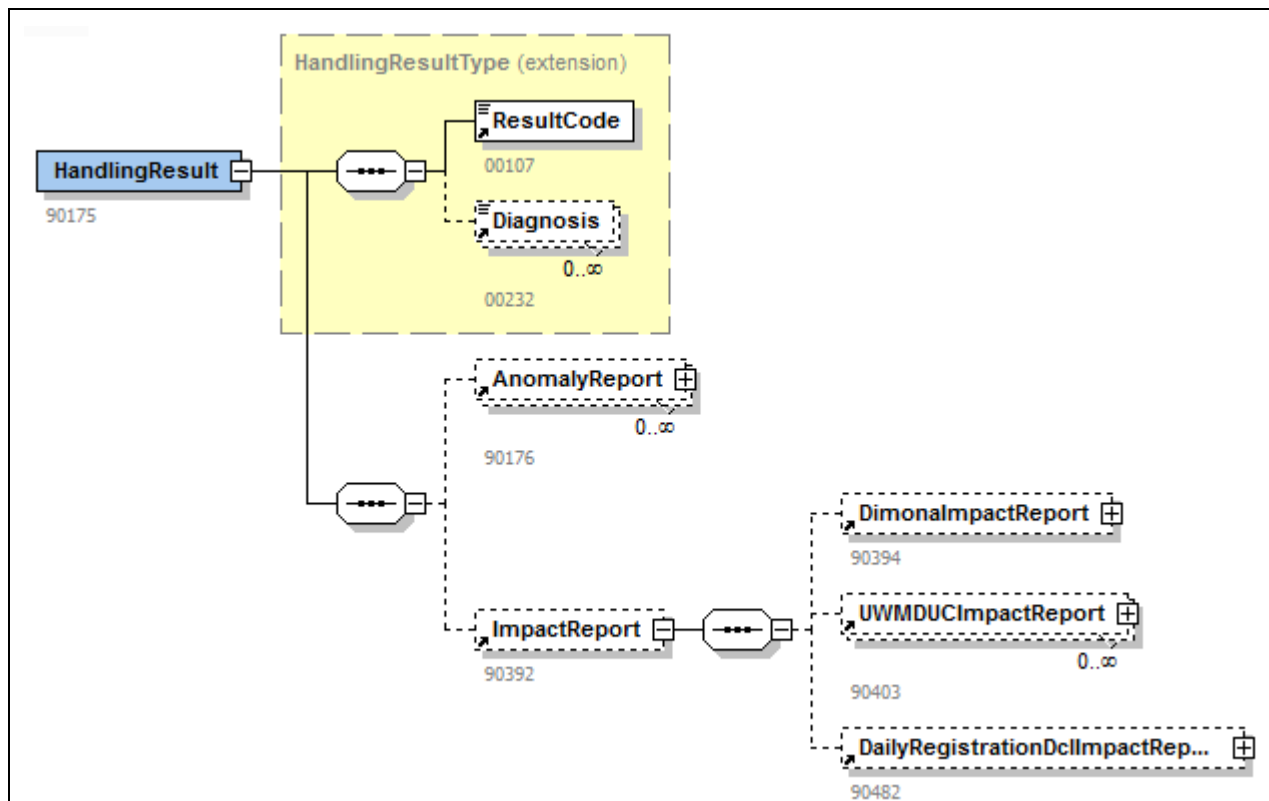 HandlingResultType (extension)
ResultCode
00107
HandlingResult
90175
Diagnosis
0..∞
00232
AnomalyReport
0..∞
90176
DimonaImpactReport
90394
UWMDUCImpactReport
0..∞
90403
ImpactReport
90392
DailyRegistrationDclImpactRep...
90482